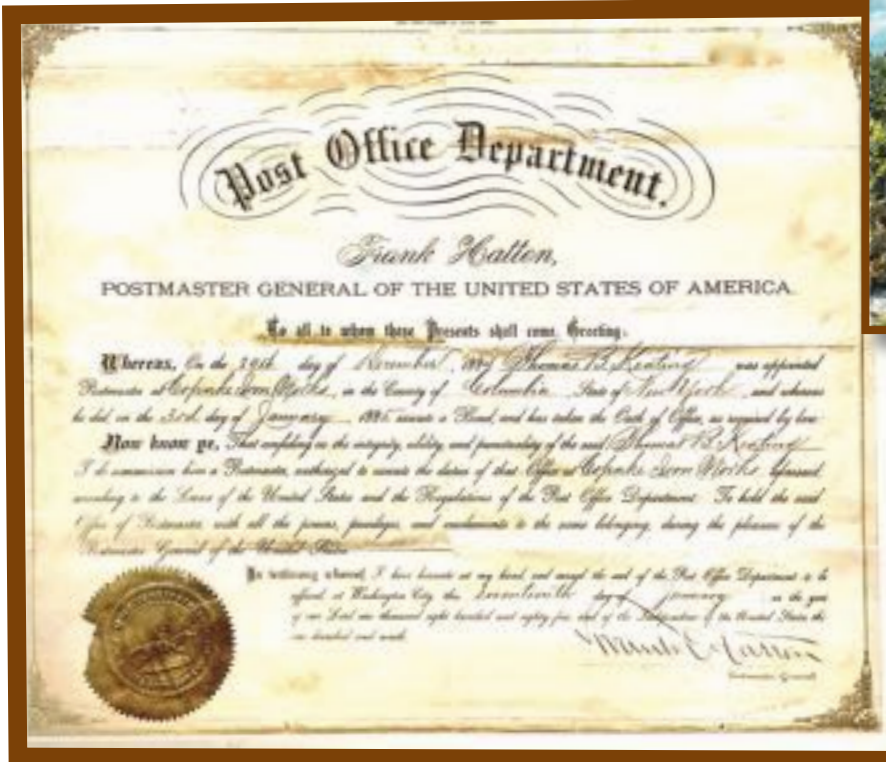 Post Office Department.
Frank Hatton,
POSTMASTER GENERAL OF THE UNITED STATES OF AMERICA.
To all to whom these Presents shall come, Greeting:
Whereas, On the day of November, Thomas B. Keating was appointed
Postmaster at Copake Iron Works, in the County of Columbia, State of New York, and whereas
he did on the 3rd day of January 1885 execute a Bond, and has taken the Oath of Office, as required by law
Now know ye, That confiding in the integrity, ability and punctuality of the said Thomas B. Keating
I do commission him a Postmaster, authorized to execute the duties of that Office at Copake Iron Works aforesaid
according to the Laws of the United States and the Regulations of the Post Office Department: To hold the said
Office of Postmaster with all the powers, privileges, and emoluments to the same belonging, during the pleasure of the
Postmaster General of the United States.
In testimony whereof, I have hereunto set my hand, and caused the seal of the Post Office Department to be
affixed, at Washington City, this day of January in the year
of our Lord one thousand eight hundred and eighty five and of the Independence of the United States the
one hundred and ninth.
Frank Hatton
Postmaster General